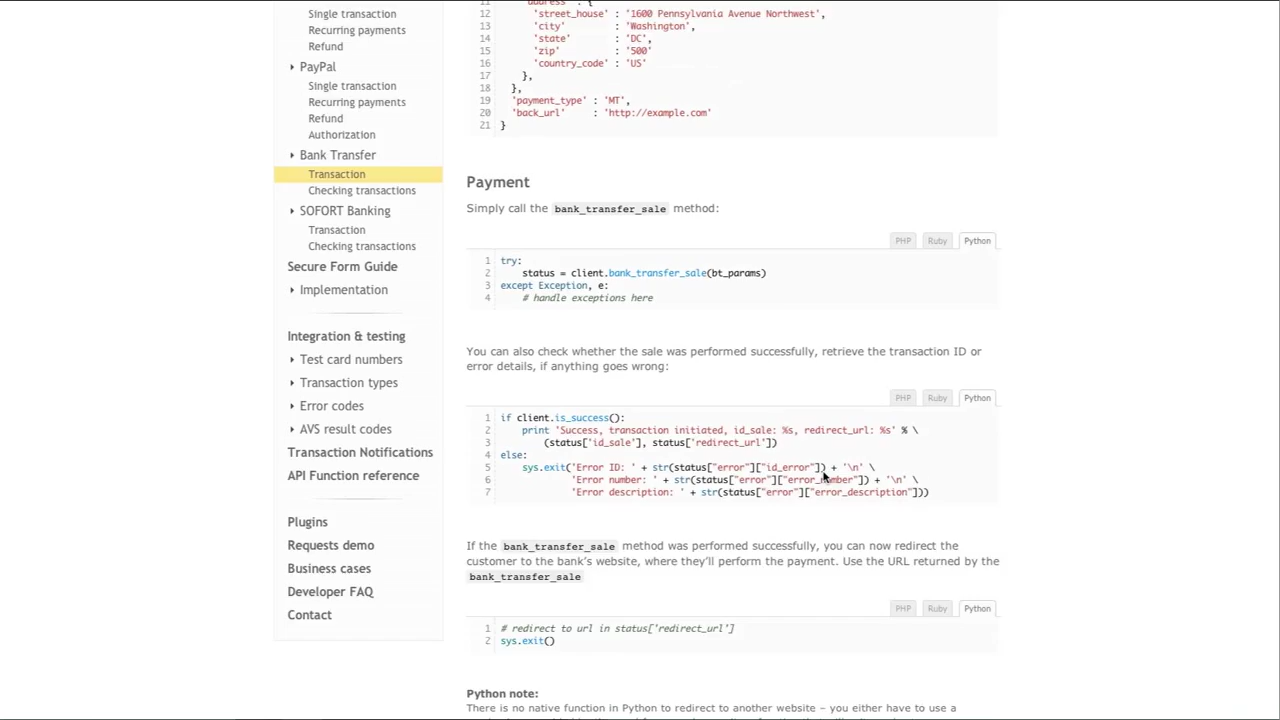 Single transaction
Recurring payments
Refund
PayPal
Single transaction
Recurring payments
Refund
Authorization
Bank Transfer
Transaction
Checking transactions
SOFORT Banking
Transaction
Checking transactions
Secure Form Guide
Implementation
Integration & testing
Test card numbers
Transaction types
Error codes
AVS result codes
Transaction Notifications
API Function reference
Plugins
Requests demo
Business cases
Developer FAQ
Contact
12 'street_house' : '1600 Pennsylvania Avenue Northwest',
13 'city' : 'Washington',
14 'state' : 'DC',
15 'zip' : '500'
16 'country_code' : 'US'
17 },
18 },
19 'payment_type' : 'MT',
20 'back_url' : 'http://example.com'
21 }
Payment
Simply call the bank_transfer_sale method:
PHP Ruby Python
1 try:
2 status = client.bank_transfer_sale(bt_params)
3 except Exception, e:
4 # handle exceptions here
You can also check whether the sale was performed successfully, retrieve the transaction ID or
error details, if anything goes wrong:
PHP Ruby Python
1 if client.is_success():
2 print 'Success, transaction initiated, id_sale: %s, redirect_url: %s' % \
3 (status['id_sale'], status['redirect_url'])
4 else:
5 sys.exit('Error ID: ' + str(status["error"]["id_error"]) + '\n' \
6 'Error number: ' + str(status["error"]["error_number"]) + '\n' \
7 'Error description: ' + str(status["error"]["error_description"]))
If the bank_transfer_sale method was performed successfully, you can now redirect the
customer to the bank's website, where they'll perform the payment. Use the URL returned by the
bank_transfer_sale
PHP Ruby Python
1 # redirect to url in status['redirect_url']
2 sys.exit()
Python note:
There is no native function in Python to redirect to another website – you either have to use a